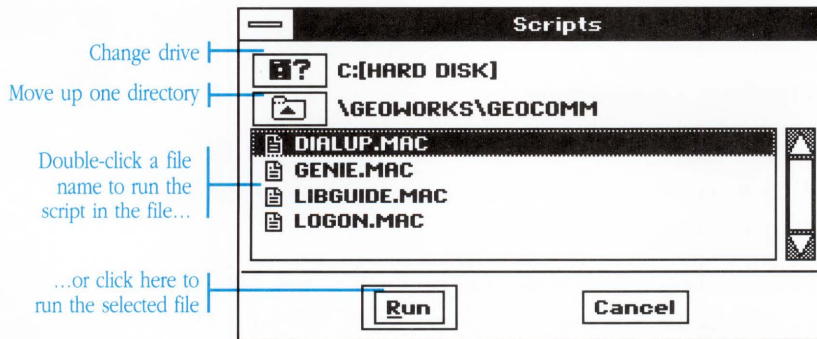 Scripts
Change drive
? C:[HARD DISK]
Move up one directory
\GEOWORKS\GEOCOMM
DIALUP.MAC
GENIE.MAC
LIBGUIDE.MAC
LOGON.MAC
Double-click a file
name to run the
script in the file...
...or click here to
run the selected file
Run
Cancel